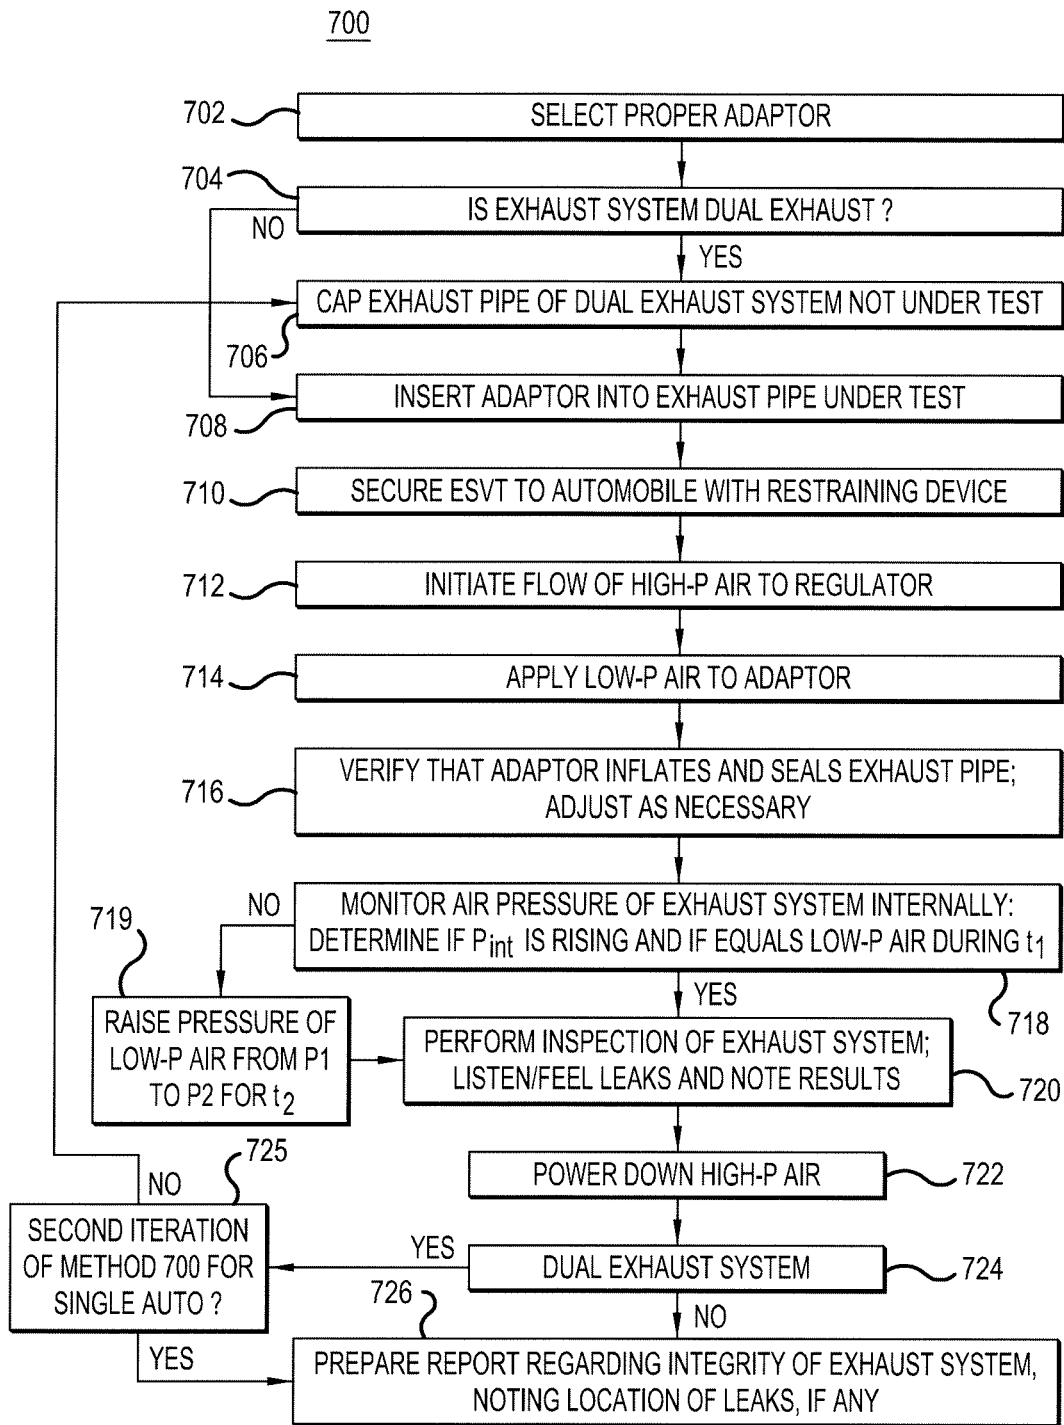 700
702
SELECT PROPER ADAPTOR
704
IS EXHAUST SYSTEM DUAL EXHAUST ?
NO
YES
CAP EXHAUST PIPE OF DUAL EXHAUST SYSTEM NOT UNDER TEST
706
INSERT ADAPTOR INTO EXHAUST PIPE UNDER TEST
708
710
SECURE ESVT TO AUTOMOBILE WITH RESTRAINING DEVICE
712
INITIATE FLOW OF HIGH-P AIR TO REGULATOR
714
APPLY LOW-P AIR TO ADAPTOR
716
VERIFY THAT ADAPTOR INFLATES AND SEALS EXHAUST PIPE;
ADJUST AS NECESSARY
NO
MONITOR AIR PRESSURE OF EXHAUST SYSTEM INTERNALLY:
DETERMINE IF Pint IS RISING AND IF EQUALS LOW-P AIR DURING t1
718
719
YES
RAISE PRESSURE OF
LOW-P AIR FROM P1
TO P2 FOR t2
PERFORM INSPECTION OF EXHAUST SYSTEM;
LISTEN/FEEL LEAKS AND NOTE RESULTS
720
POWER DOWN HIGH-P AIR
722
725
NO
SECOND ITERATION
OF METHOD 700 FOR
SINGLE AUTO ?
YES
DUAL EXHAUST SYSTEM
724
726
NO
YES
PREPARE REPORT REGARDING INTEGRITY OF EXHAUST SYSTEM,
NOTING LOCATION OF LEAKS, IF ANY